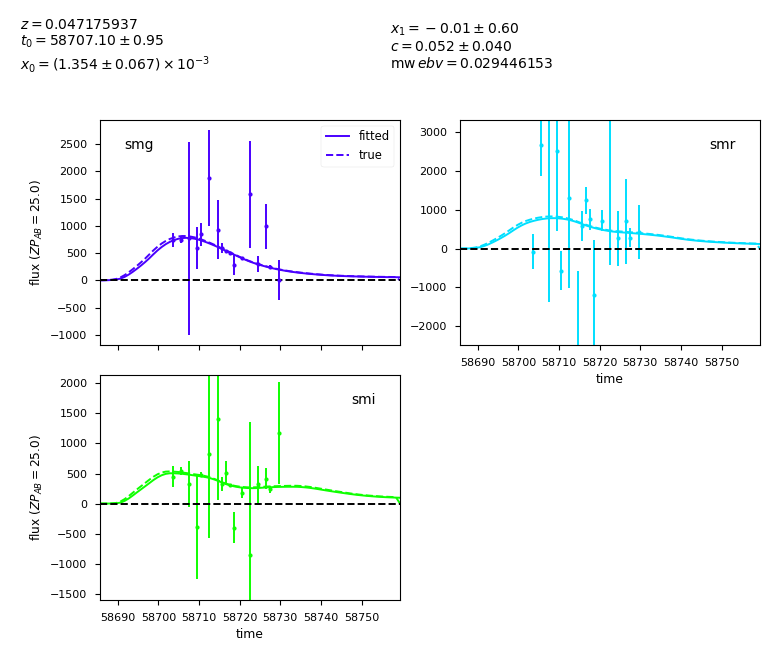 z = 0.047175937
t₀ = 58707.10 ± 0.95
x₀ = (1.354 ± 0.067) × 10⁻³
x₁ = −0.01 ± 0.60
c = 0.052 ± 0.040
mw ebv = 0.029446153
smg
fitted
true
flux (ZP_AB = 25.0)
2500
2000
1500
1000
500
0
−500
−1000
smr
3000
2000
1000
0
−1000
−2000
58690 58700 58710 58720 58730 58740 58750
time
smi
flux (ZP_AB = 25.0)
2000
1500
1000
500
0
−500
−1000
−1500
58690 58700 58710 58720 58730 58740 58750
time